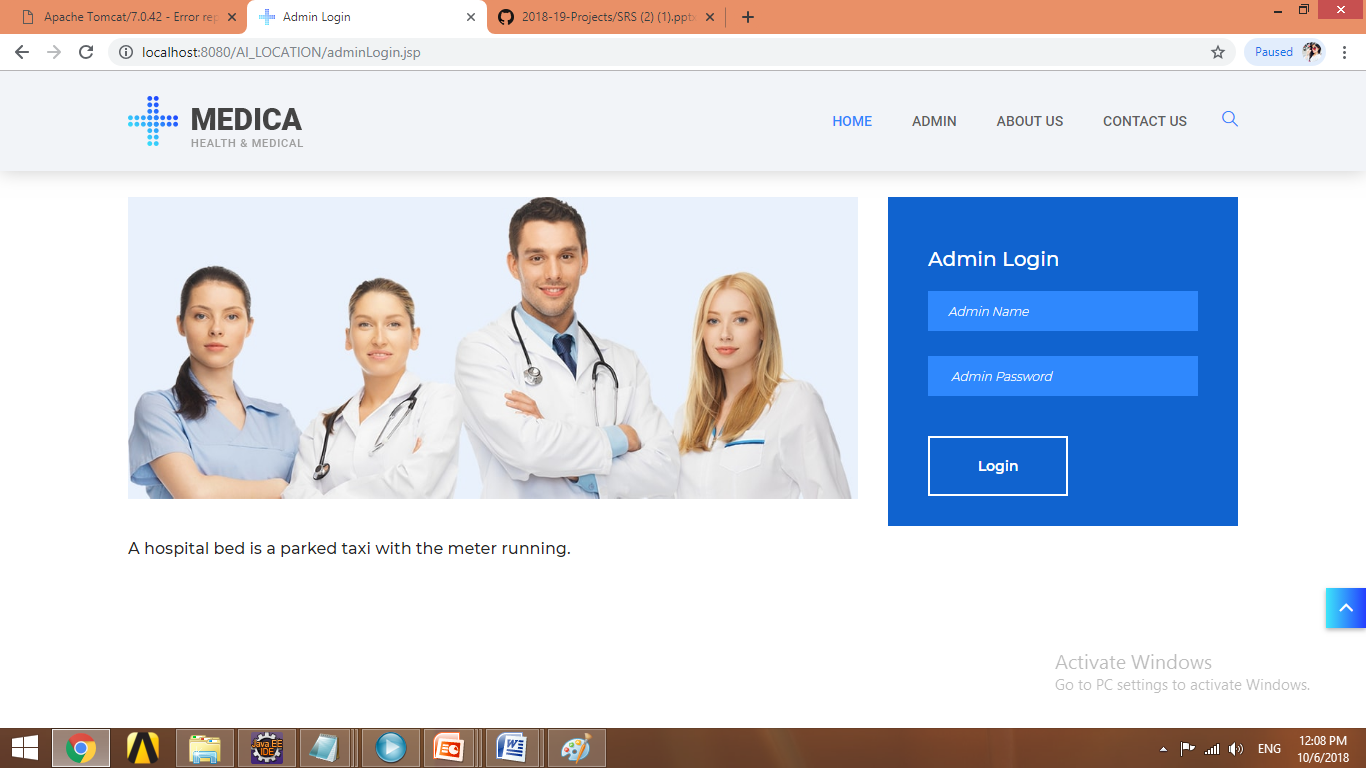 Apache Tomcat/7.0.42 - Error rep
Admin Login
2018-19-Projects/SRS (2) (1).pptx
localhost:8080/AI_LOCATION/adminLogin.jsp
Paused
MEDICA
HEALTH & MEDICAL
HOME ADMIN ABOUT US CONTACT US
Admin Login
Admin Name
Admin Password
Login
A hospital bed is a parked taxi with the meter running.
Activate Windows
Go to PC settings to activate Windows.
Java EE
IDE
ENG
12:08 PM
10/6/2018